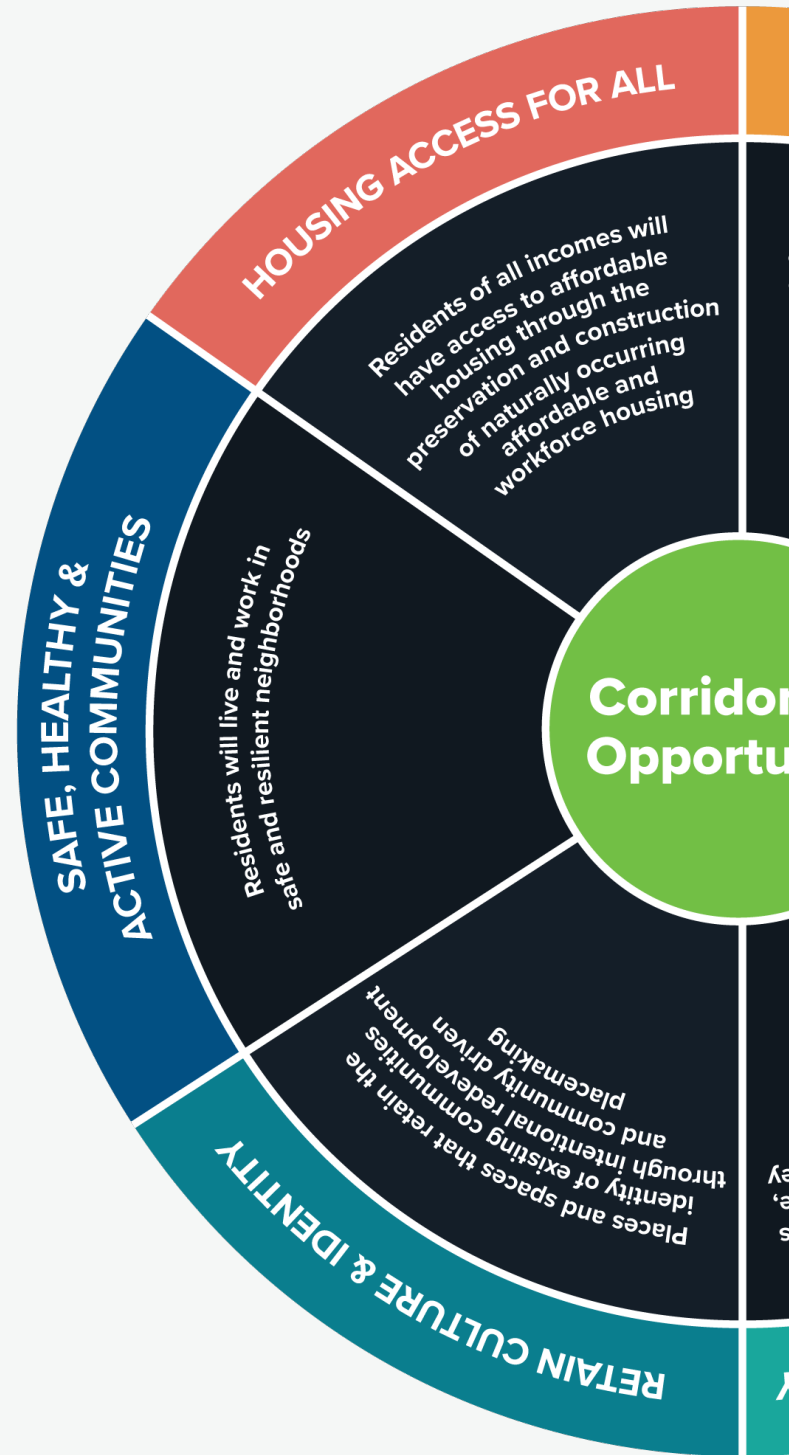 HOUSING ACCESS FOR ALL
Residents of all incomes will
have access to affordable
housing through the
preservation and construction
of naturally occurring
affordable and
workforce housing
SAFE, HEALTHY &
ACTIVE COMMUNITIES
Residents will live and work in
safe and resilient neighborhoods
Corridor
Opportu
RETAIN CULTURE & IDENTITY
Places and spaces that retain the
identity of existing communities
through intentional redevelopment
and community driven
placemaking